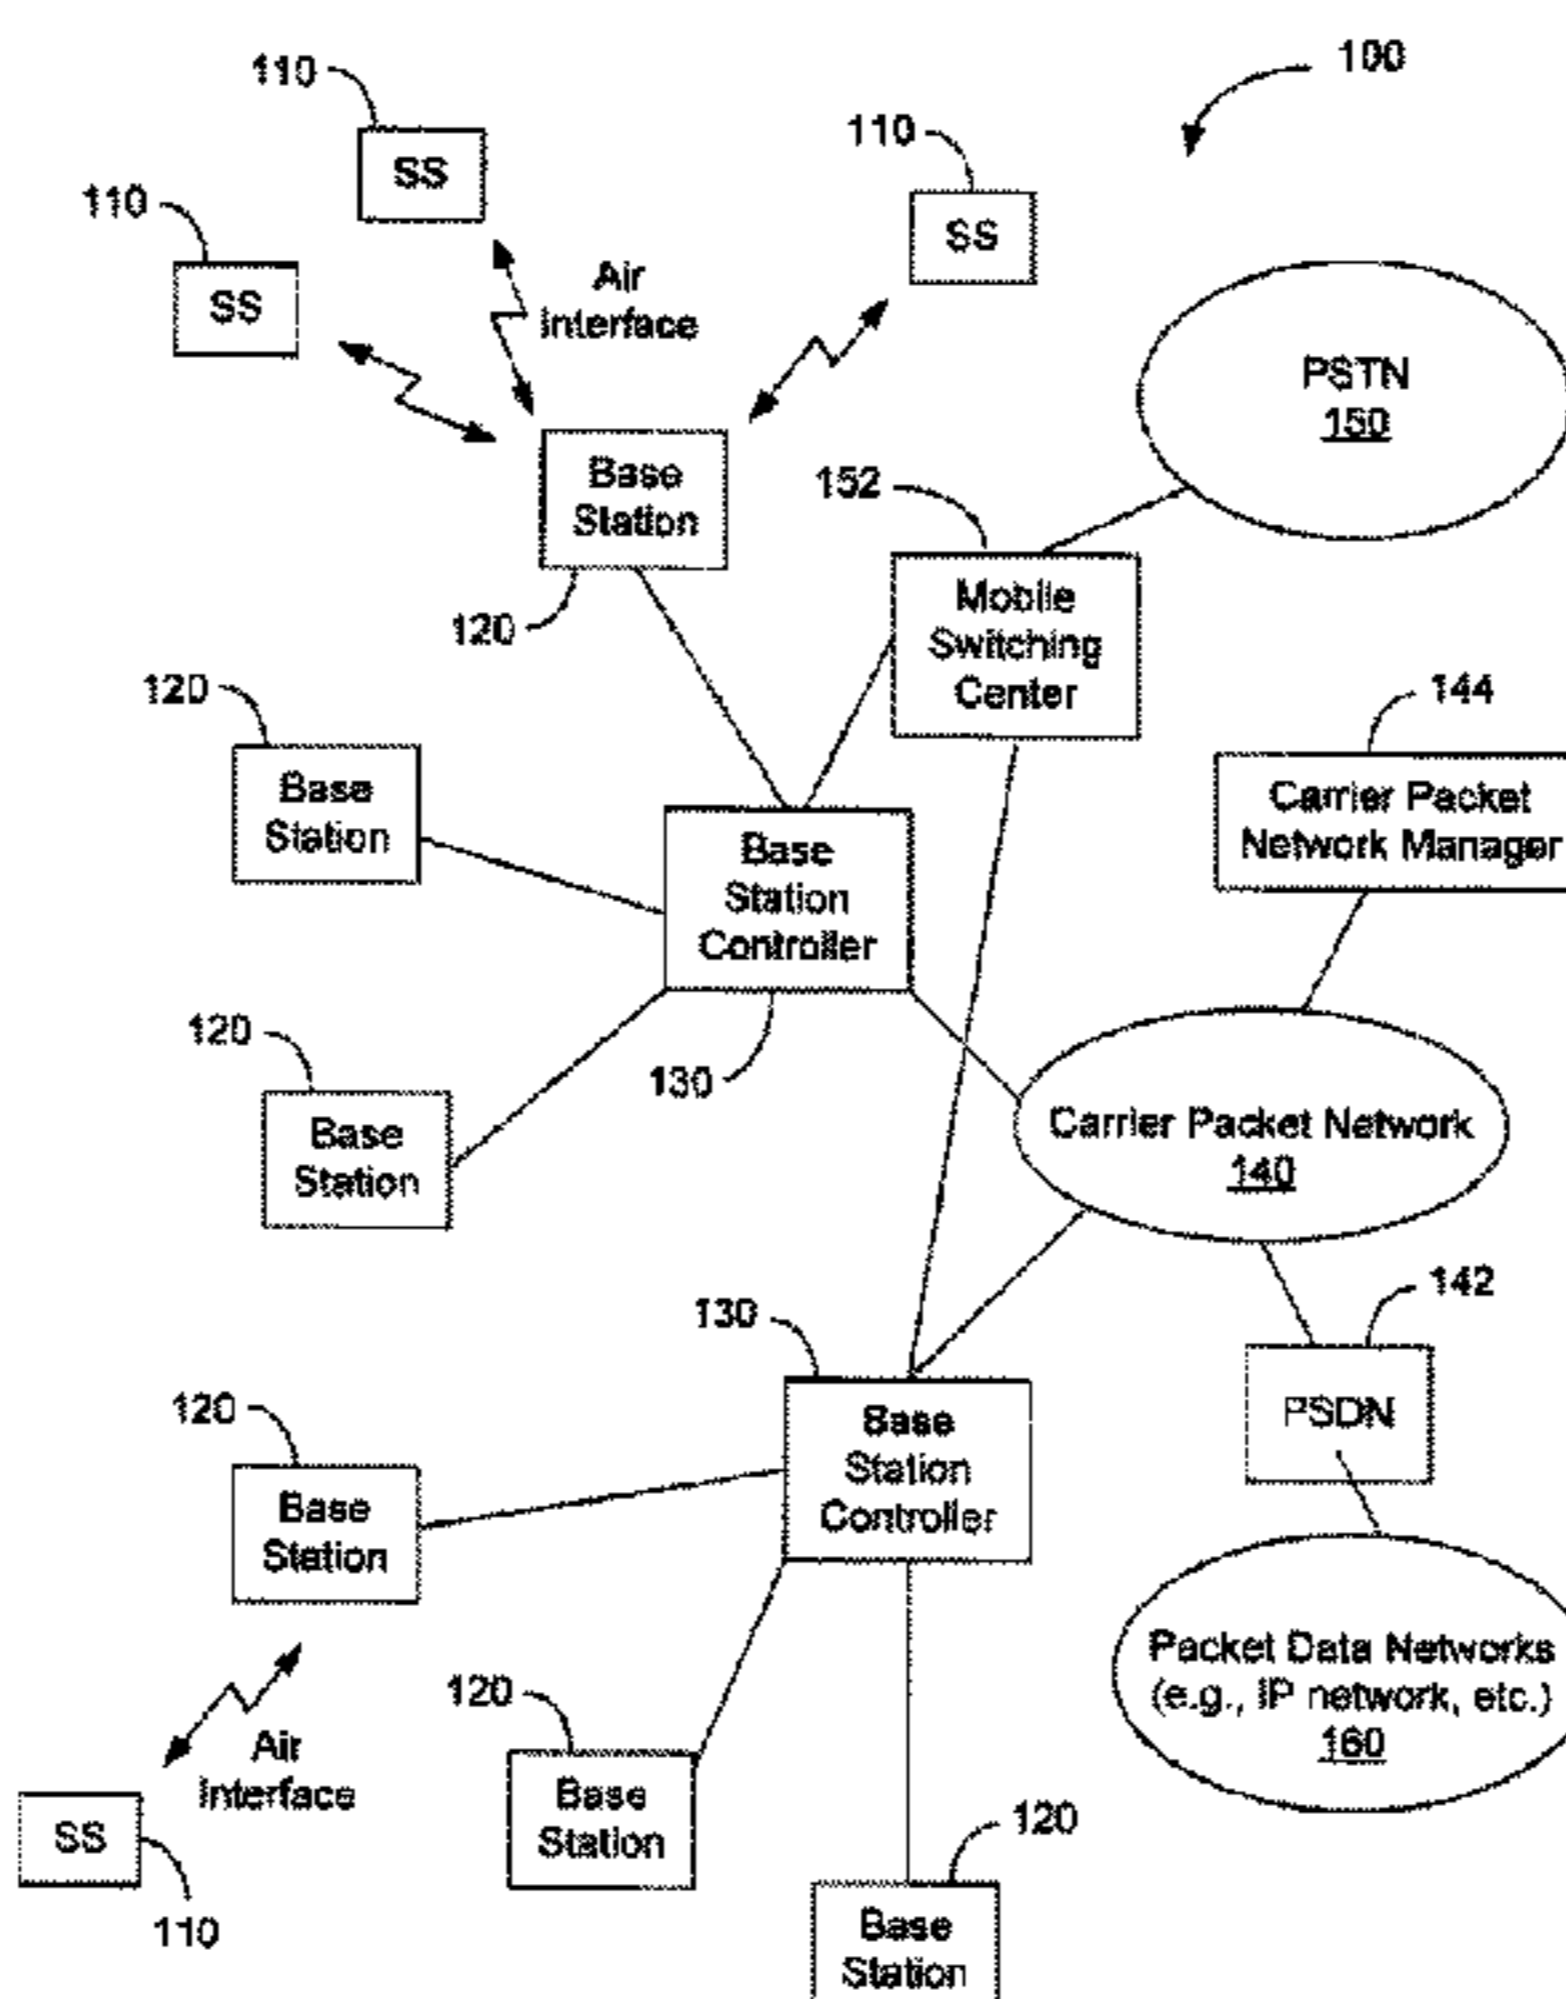 100
110
SS
110
SS
110
SS
Air
Interface
PSTN
150
Base
Station
120
152
Mobile
Switching
Center
120
Base
Station
144
Carrier Packet
Network Manager
Base
Station
Controller
130
120
Base
Station
Carrier Packet Network
140
130
Base
Station
Controller
142
PSDN
120
Base
Station
Packet Data Networks
(e.g., IP network, etc.)
160
Air
Interface
SS
110
120
Base
Station
120
Base
Station